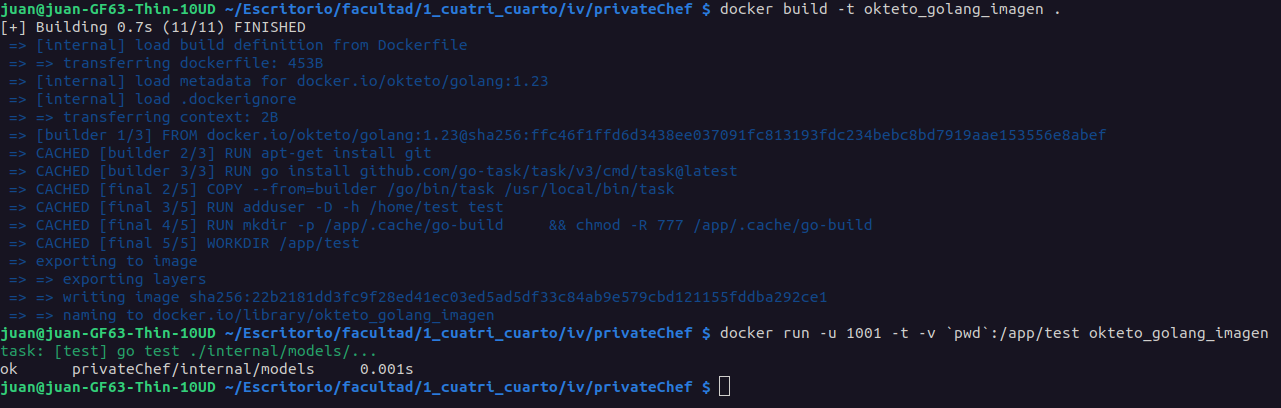 juan@juan-GF63-Thin-10UD ~/Escritorio/facultad/1_cuatri_cuarto/iv/privateChef $ docker build -t okteto_golang_imagen .
[+] Building 0.7s (11/11) FINISHED
=> [internal] load build definition from Dockerfile
=> => transferring dockerfile: 453B
=> [internal] load metadata for docker.io/okteto/golang:1.23
=> [internal] load .dockerignore
=> => transferring context: 2B
=> [builder 1/3] FROM docker.io/okteto/golang:1.23@sha256:ffc46f1ffd6d3438ee037091fc813193fdc234bebc8bd7919aae153556e8abef
=> CACHED [builder 2/3] RUN apt-get install git
=> CACHED [builder 3/3] RUN go install github.com/go-task/task/v3/cmd/task@latest
=> CACHED [final 2/5] COPY --from=builder /go/bin/task /usr/local/bin/task
=> CACHED [final 3/5] RUN adduser -D -h /home/test test
=> CACHED [final 4/5] RUN mkdir -p /app/.cache/go-build     && chmod -R 777 /app/.cache/go-build
=> CACHED [final 5/5] WORKDIR /app/test
=> exporting to image
=> => exporting layers
=> => writing image sha256:22b2181dd3fc9f28ed41ec03ed5ad5df33c84ab9e579cbd121155fddba292ce1
=> => naming to docker.io/library/okteto_golang_imagen
juan@juan-GF63-Thin-10UD ~/Escritorio/facultad/1_cuatri_cuarto/iv/privateChef $ docker run -u 1001 -t -v `pwd`:/app/test okteto_golang_imagen
task: [test] go test ./internal/models/...
ok      privateChef/internal/models     0.001s
juan@juan-GF63-Thin-10UD ~/Escritorio/facultad/1_cuatri_cuarto/iv/privateChef $